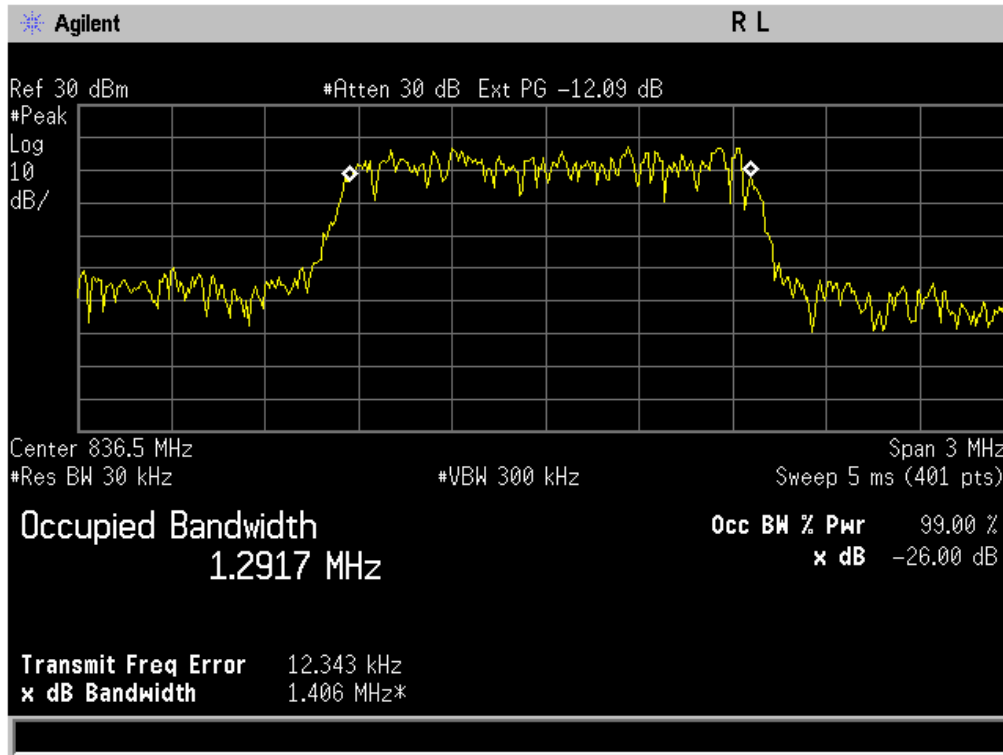 Agilent R L
Ref 30 dBm #Atten 30 dB Ext PG −12.09 dB
#Peak
Log
10
dB/
Center 836.5 MHz Span 3 MHz
#Res BW 30 kHz #VBW 300 kHz Sweep 5 ms (401 pts)
Occupied Bandwidth Occ BW % Pwr 99.00 %
1.2917 MHz x dB −26.00 dB
Transmit Freq Error 12.343 kHz
x dB Bandwidth 1.406 MHz*